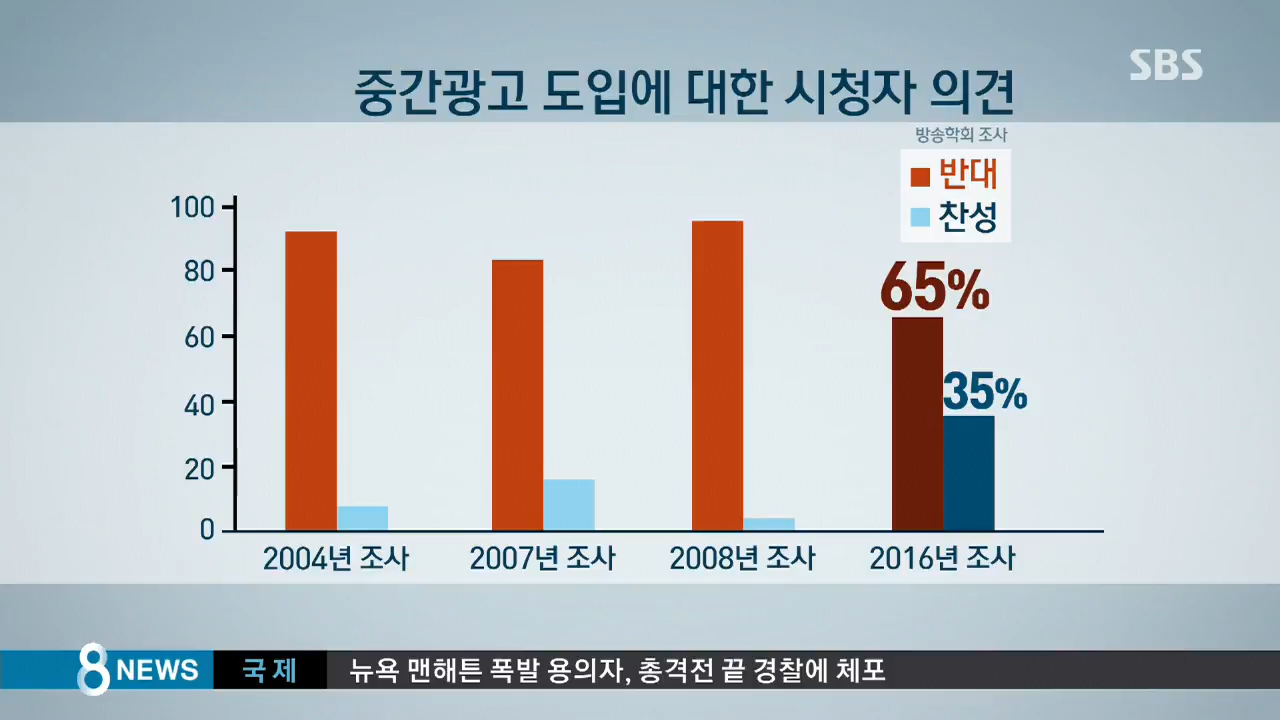 SBS
중간광고 도입에 대한 시청자 의견
방송학회 조사
반대
찬성
100
80
60
40
20
0
65%
35%
2004년 조사 2007년 조사 2008년 조사 2016년 조사
8 NEWS 국제 뉴욕 맨해튼 폭발 용의자, 총격전 끝 경찰에 체포